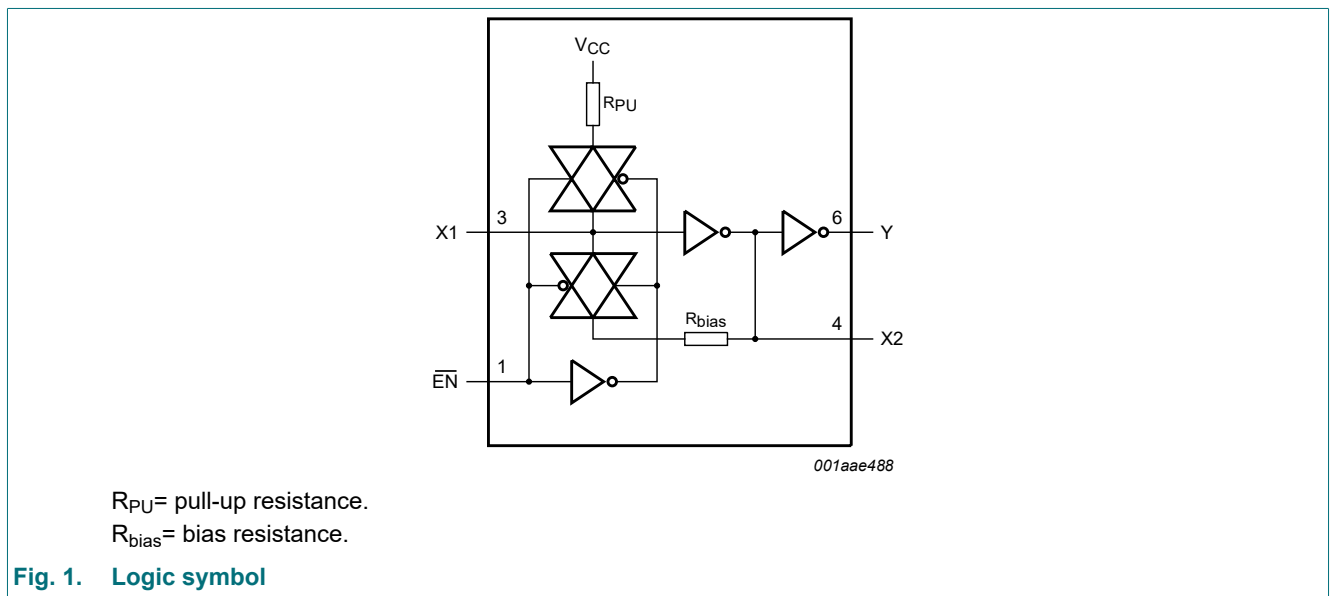 VCC
RPU
X1
3
6
Y
Rbias
4
X2
EN
1
001aae488
RPU= pull-up resistance.
Rbias= bias resistance.
Fig. 1. Logic symbol